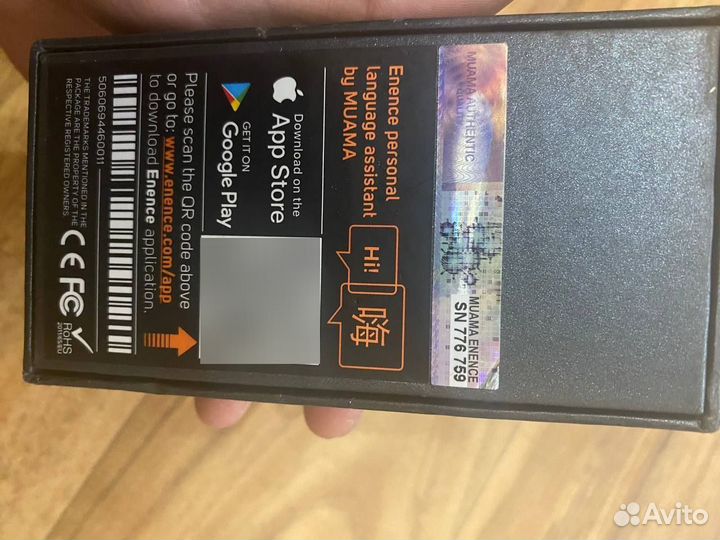 Enence personal
language assistant
by MUAMA
Hi!
嗨
Download on the
App Store
GET IT ON
Google Play
Please scan the QR code above
or go to: www.enence.com/app
to download Enence application.
5060694460011
THE TRADEMARKS MENTIONED IN THE
PACKAGE ARE THE PROPERTY OF THE
RESPECTIVE REGISTERED OWNERS.
CE FC RoHS
2011/65/EU
MUAMA AUTHENTIC
MUAMA ENENCE
SN 776 759
Avito